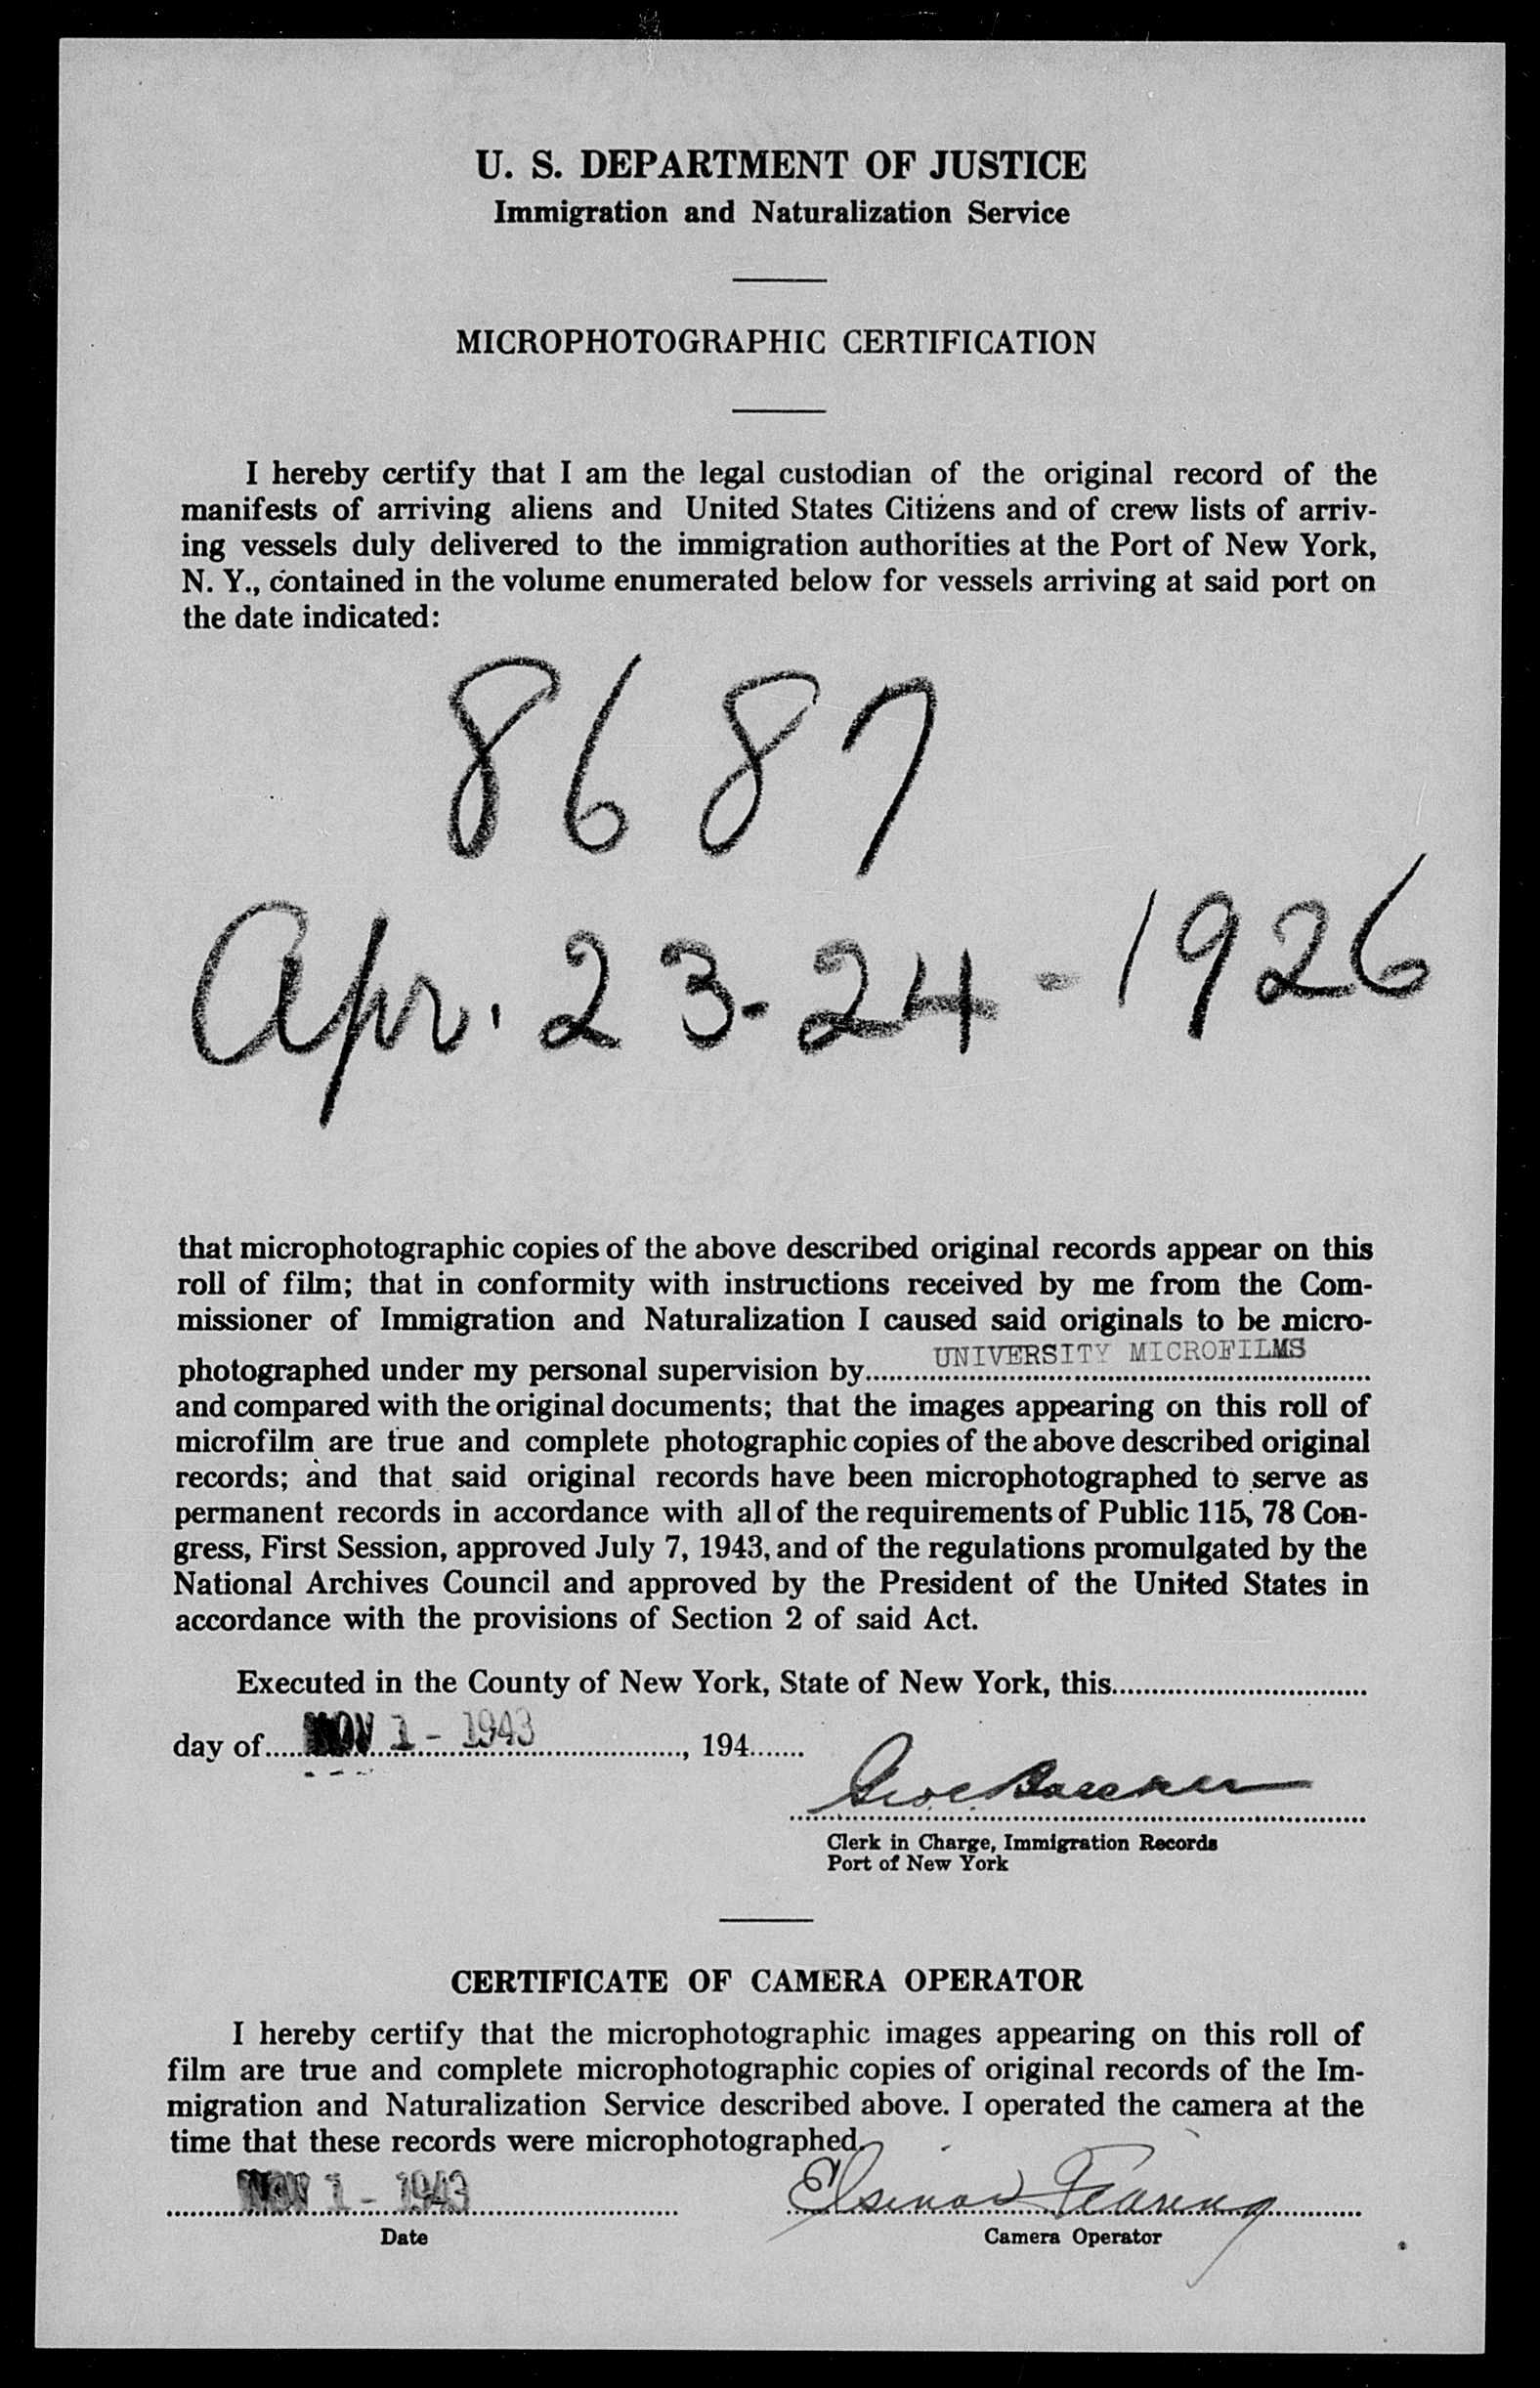 U. S. DEPARTMENT OF JUSTICE
Immigration and Naturalization Service
MICROPHOTOGRAPHIC CERTIFICATION
I hereby certify that I am the legal custodian of the original record of the
manifests of arriving aliens and United States Citizens and of crew lists of arriv-
ing vessels duly delivered to the immigration authorities at the Port of New York,
N. Y., contained in the volume enumerated below for vessels arriving at said port on
the date indicated:
8687
Apr. 23-24-1926
that microphotographic copies of the above described original records appear on this
roll of film; that in conformity with instructions received by me from the Com-
missioner of Immigration and Naturalization I caused said originals to be micro-
photographed under my personal supervision by UNIVERSITY MICROFILMS
and compared with the original documents; that the images appearing on this roll of
microfilm are true and complete photographic copies of the above described original
records; and that said original records have been microphotographed to serve as
permanent records in accordance with all of the requirements of Public 115, 78 Con-
gress, First Session, approved July 7, 1943, and of the regulations promulgated by the
National Archives Council and approved by the President of the United States in
accordance with the provisions of Section 2 of said Act.
Executed in the County of New York, State of New York, this
day of NOV 1 - 1943, 194
Clerk in Charge, Immigration Records
Port of New York
CERTIFICATE OF CAMERA OPERATOR
I hereby certify that the microphotographic images appearing on this roll of
film are true and complete microphotographic copies of original records of the Im-
migration and Naturalization Service described above. I operated the camera at the
time that these records were microphotographed.
NOV 1 - 1943
Date
Camera Operator